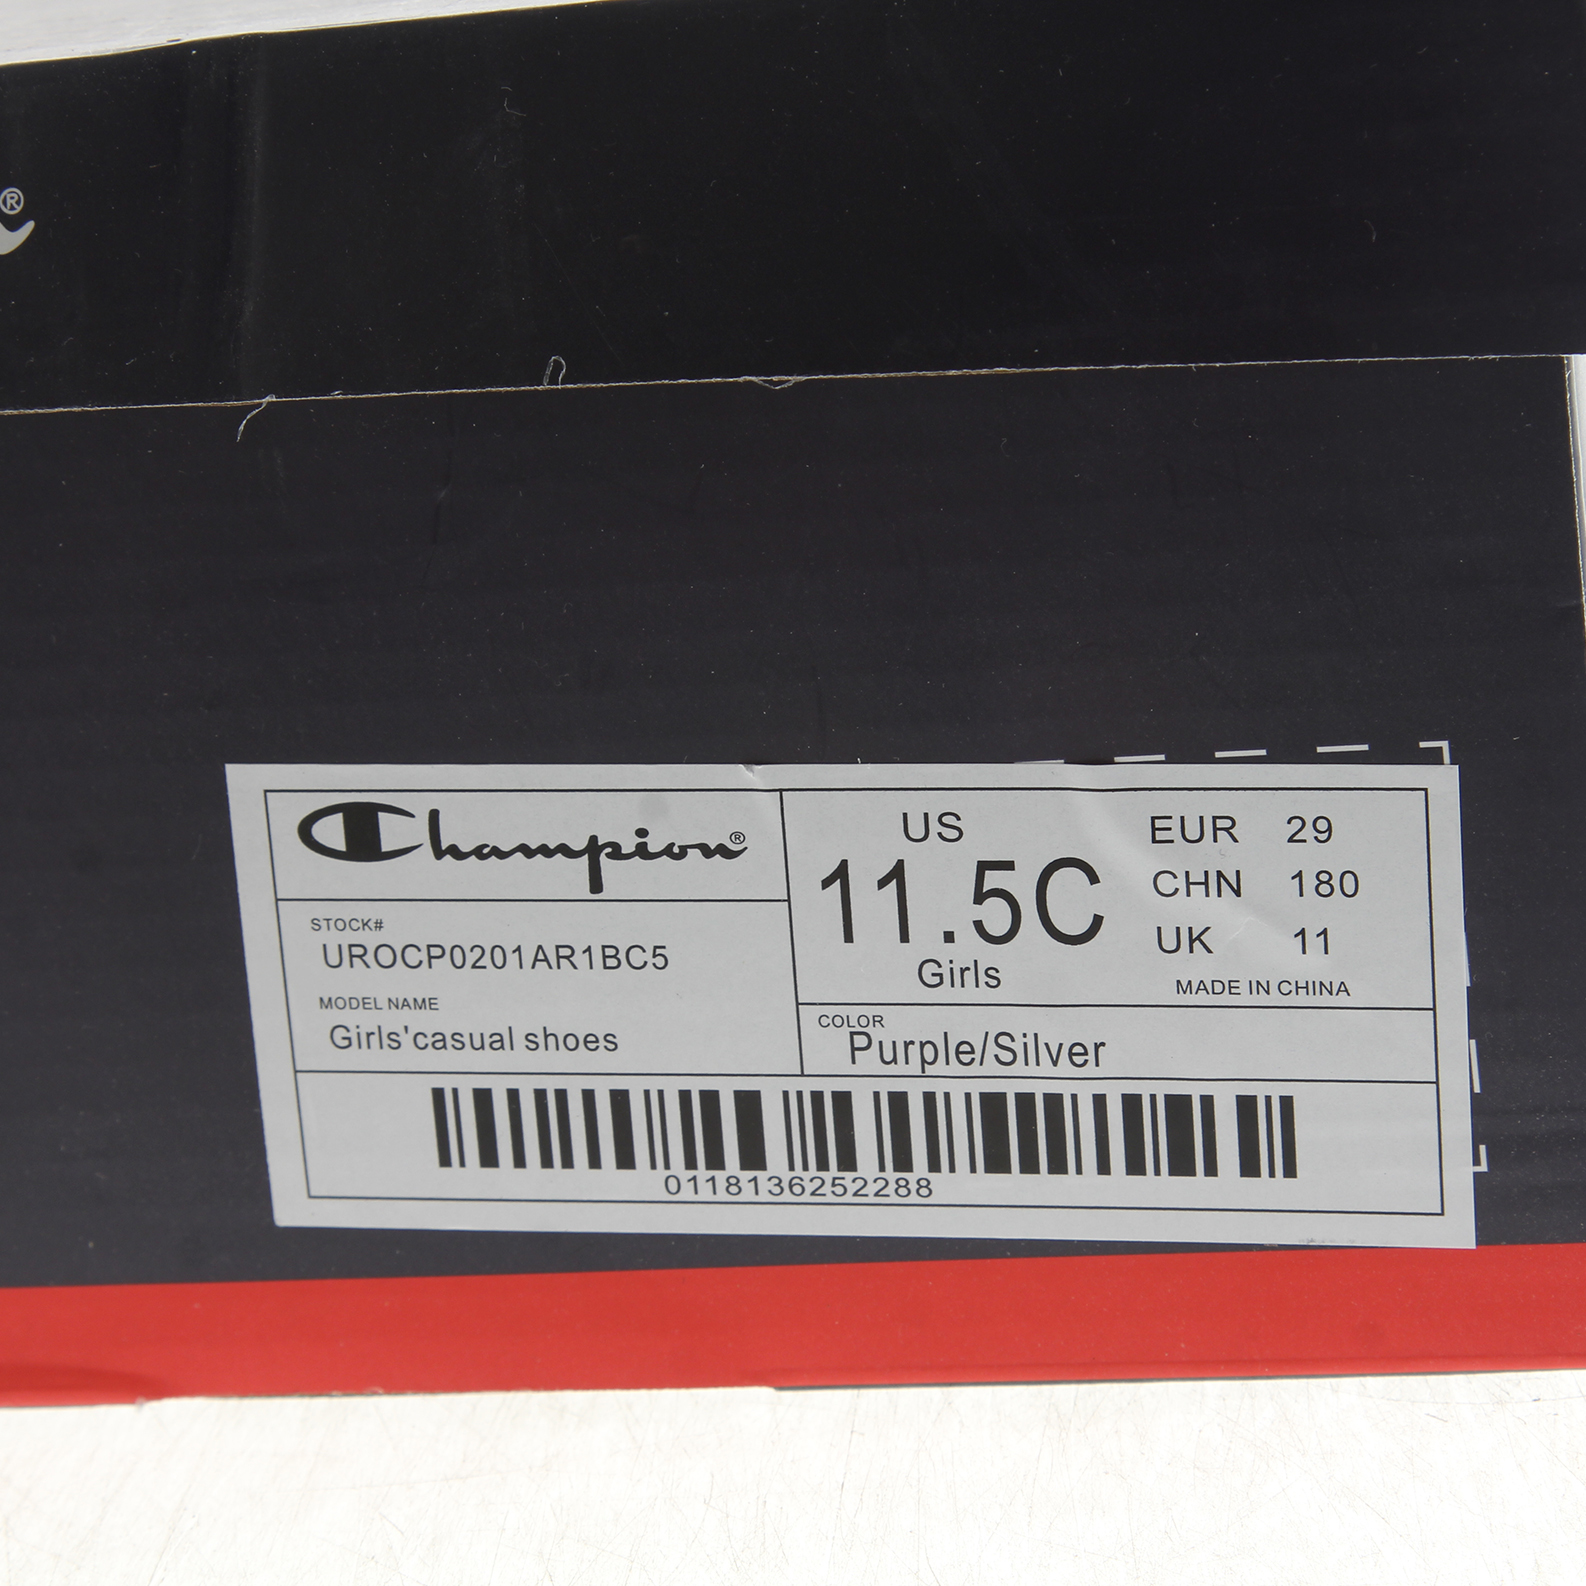 ®
Champion®
STOCK#
UROCP0201AR1BC5
MODEL NAME
Girls'casual shoes
US
11.5C
Girls
EUR 29
CHN 180
UK 11
MADE IN CHINA
COLOR
Purple/Silver
0118136252288